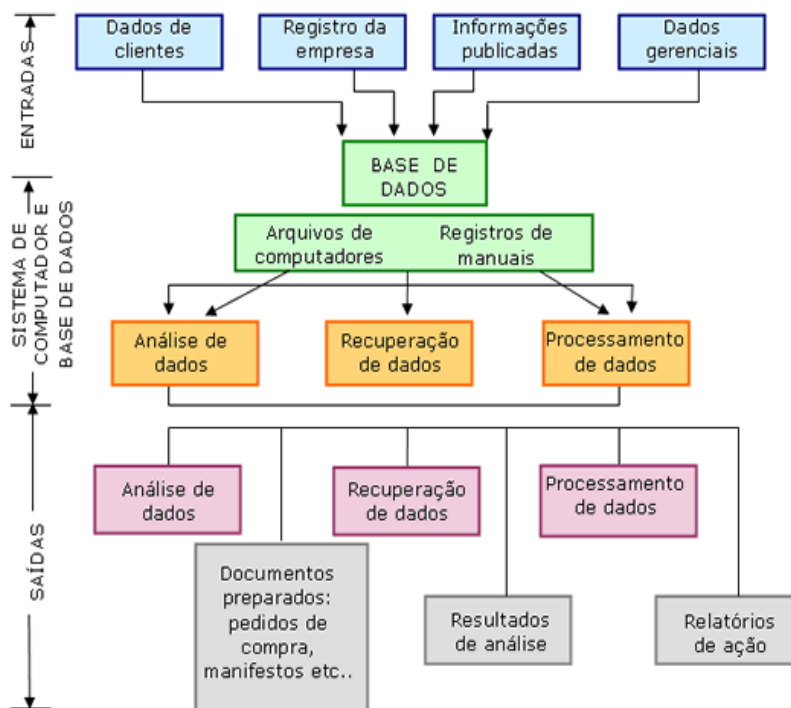 Dados de
clientes
Registro da
empresa
Informações
publicadas
Dados
gerenciais
ENTRADAS
BASE DE
DADOS
SISTEMA DE
COMPUTADOR E
BASE DE DADOS
Arquivos de
computadores
Registros de
manuais
Análise de
dados
Recuperação
de dados
Processamento
de dados
SAÍDAS
Análise de
dados
Recuperação
de dados
Processamento
de dados
Documentos
preparados:
pedidos de
compra,
manifestos etc..
Resultados
de análise
Relatórios
de ação